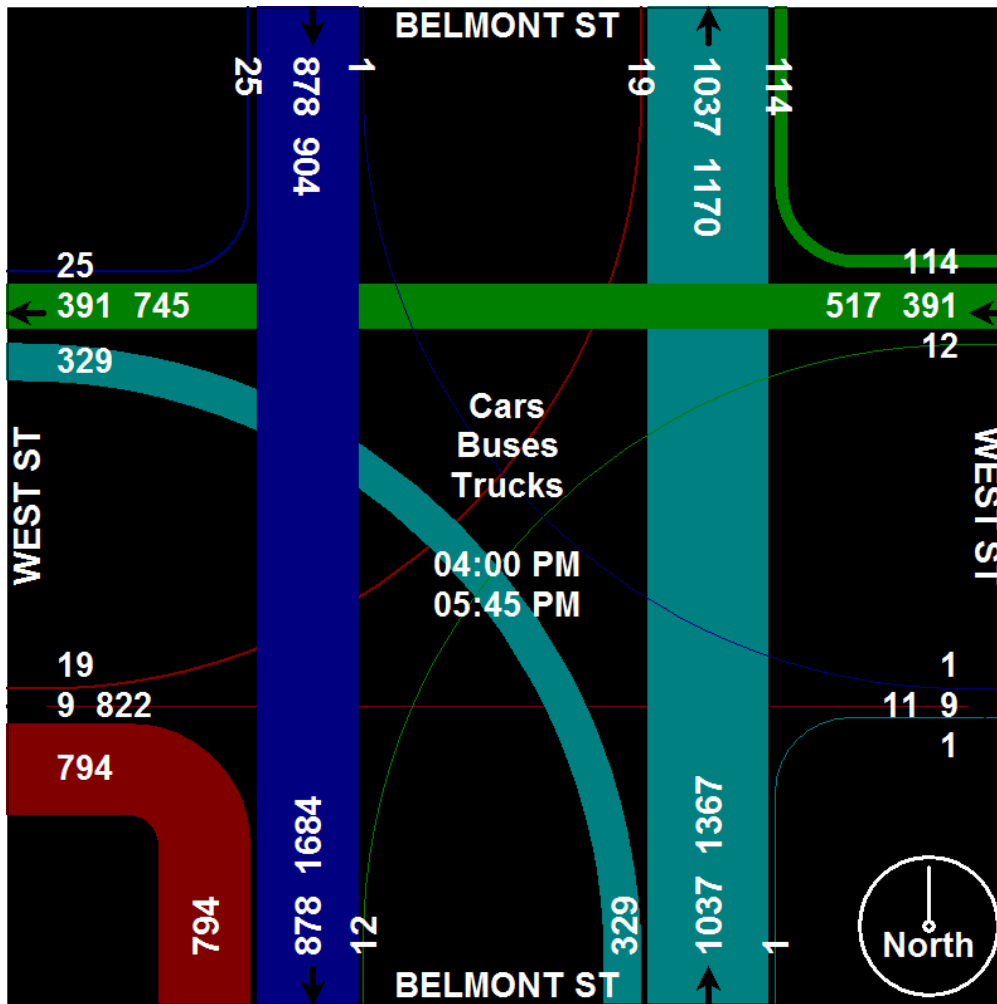 BELMONT ST
25
878 904
1
19
1037 1170
114
25
391 745
329
114
517 391
12
Cars
Buses
Trucks
04:00 PM
05:45 PM
WEST ST
WEST ST
19
9 822
794
1
11 9
1
794
878 1684
12
329
1037 1367
1
BELMONT ST
North